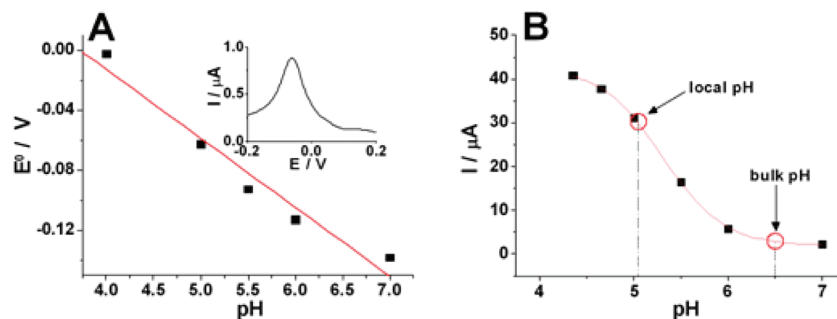 A
0.00
-0.04
-0.08
-0.12
E⁰ / V
4.0 4.5 5.0 5.5 6.0 6.5 7.0
pH
1.0
0.5
0.0
I / µA
-0.2 0.0 0.2
E / V
B
50
40
30
20
10
0
I / µA
4 5 6 7
pH
local pH
bulk pH